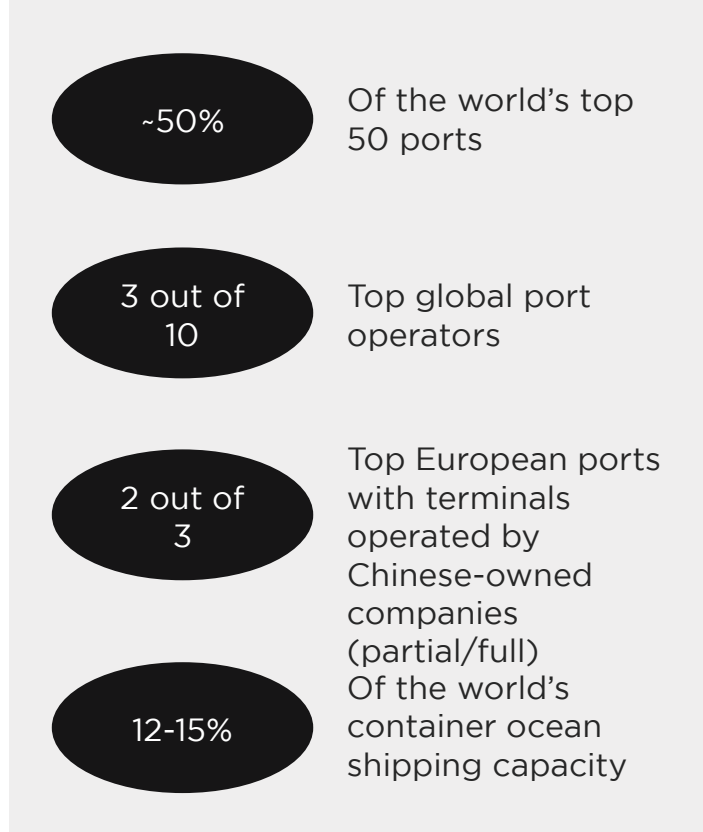 ~50%
Of the world's top
50 ports
3 out of
10
Top global port
operators
2 out of
3
Top European ports
with terminals
operated by
Chinese-owned
companies
(partial/full)
12-15%
Of the world's
container ocean
shipping capacity